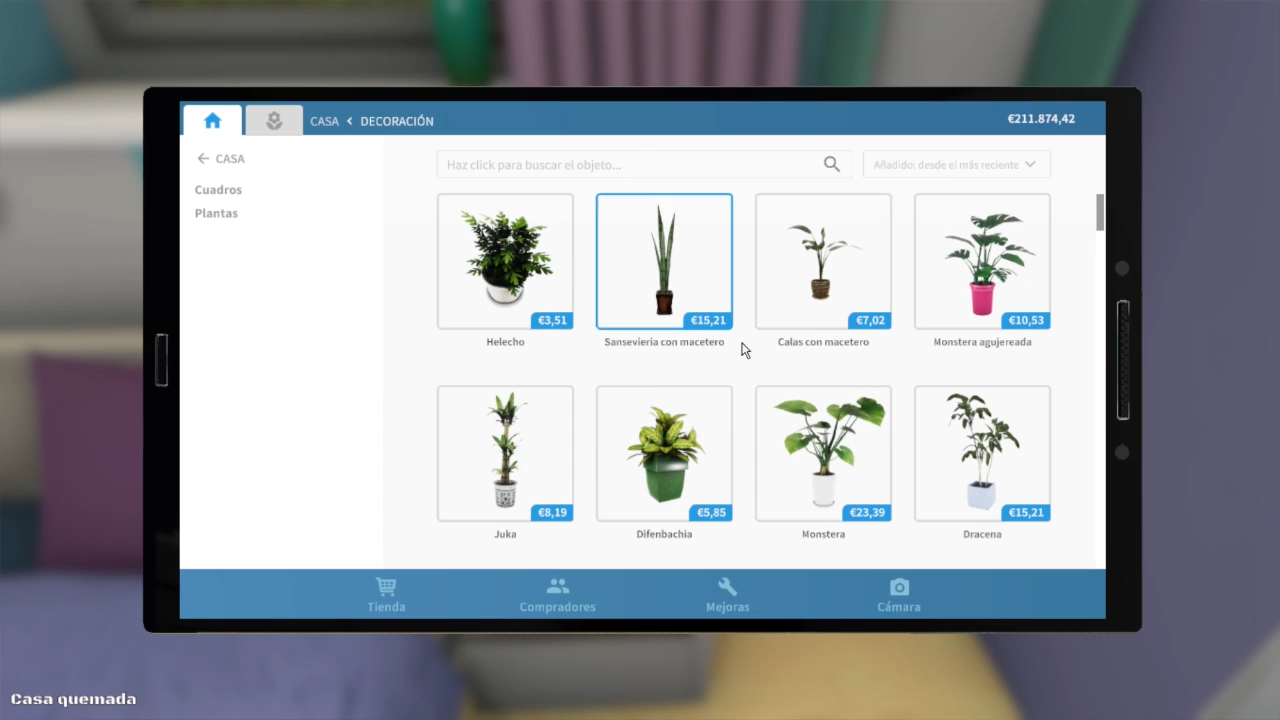 CASA < DECORACIÓN
€211.874,42
← CASA
Cuadros
Plantas
Haz click para buscar el objeto...
Añadido: desde el más reciente
€3,51
€15,21
€7,02
€10,53
Helecho
Sansevieria con macetero
Calas con macetero
Monstera agujereada
€8,19
€5,85
€23,39
€15,21
Juka
Difenbachia
Monstera
Dracena
Tienda
Compradores
Mejoras
Cámara
Casa quemada